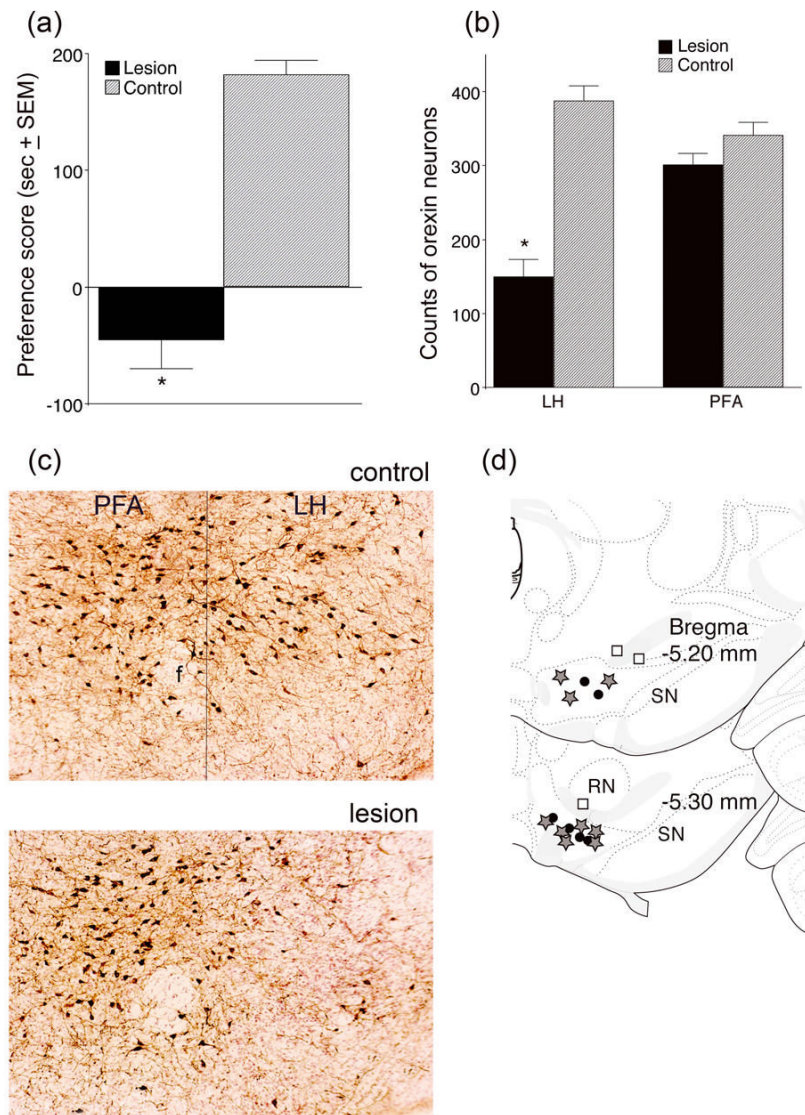 (a)
Lesion
Control
Preference score (sec ± SEM)
200
100
0
-100
*
(b)
Lesion
Control
Counts of orexin neurons
400
300
200
100
0
*
LH
PFA
(c)
control
PFA
LH
f
lesion
(d)
Bregma
-5.20 mm
SN
RN
-5.30 mm
SN